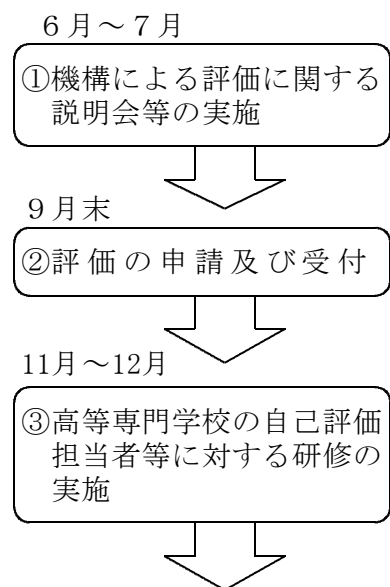 ６月～７月
①機構による評価に関する
説明会等の実施
９月末
②評価の申請及び受付
11月～12月
③高等専門学校の自己評価
担当者等に対する研修の
実施